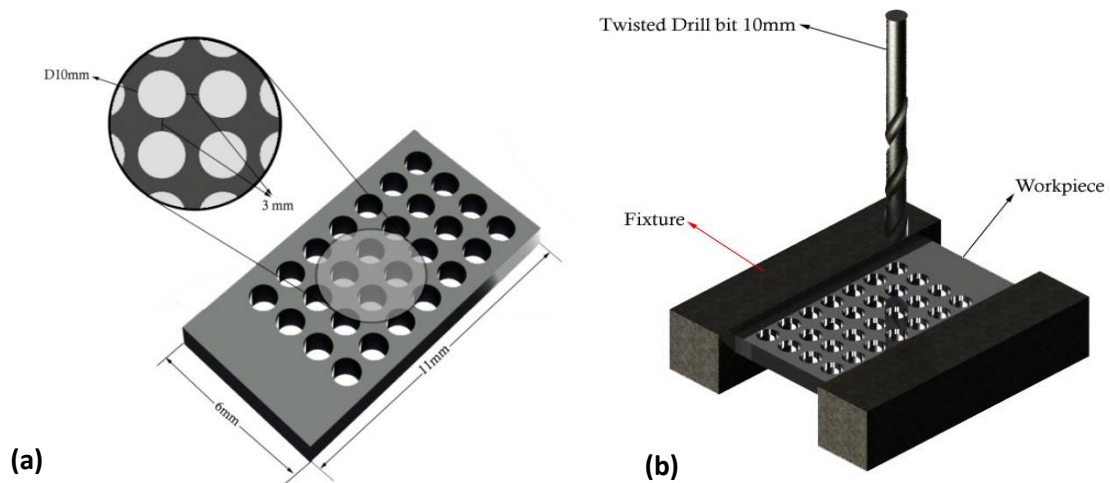 D10mm
3 mm
11mm
6mm
(a)
Twisted Drill bit 10mm
Workpiece
Fixture
(b)